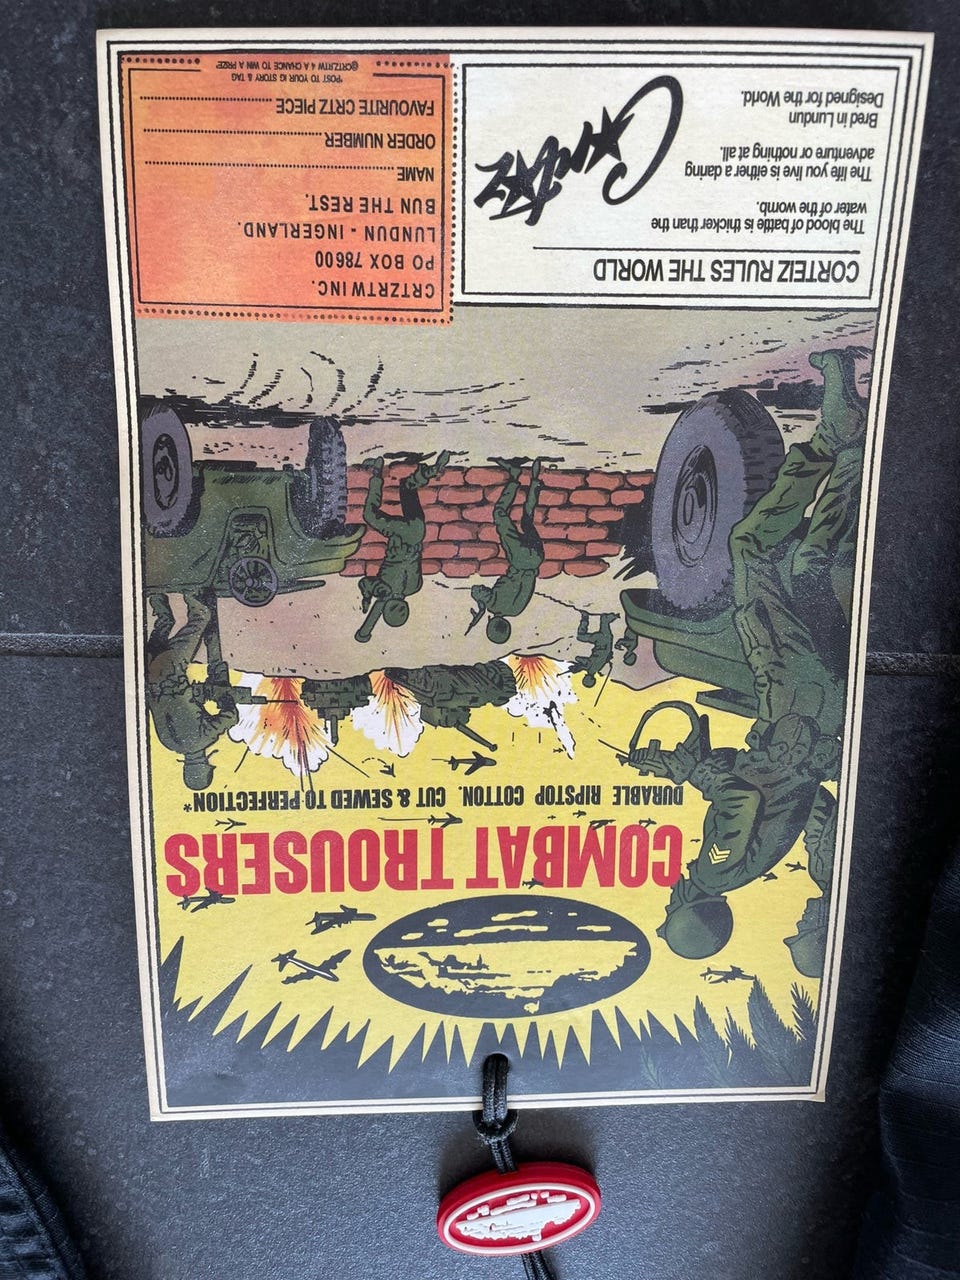 COMBAT TROUSERS
DURABLE RIPSTOP COTTON. CUT & SEWED TO PERFECTION*
CORTEIZ RULES THE WORLD
The blood of battle is thicker than the
water of the womb.
The life you live is either a daring
adventure or nothing at all.
Bred in Lundun
Designed for the World.
Corteiz
CRTZRTW INC.
PO BOX 78600
LUNDUN - INGERLAND.
BUN THE REST.
NAME
ORDER NUMBER
FAVOURITE CRTZ PIECE
*POST TO YOUR IG STORY & TAG
@CRTZRTW 4 A CHANCE TO WIN A PRIZE*